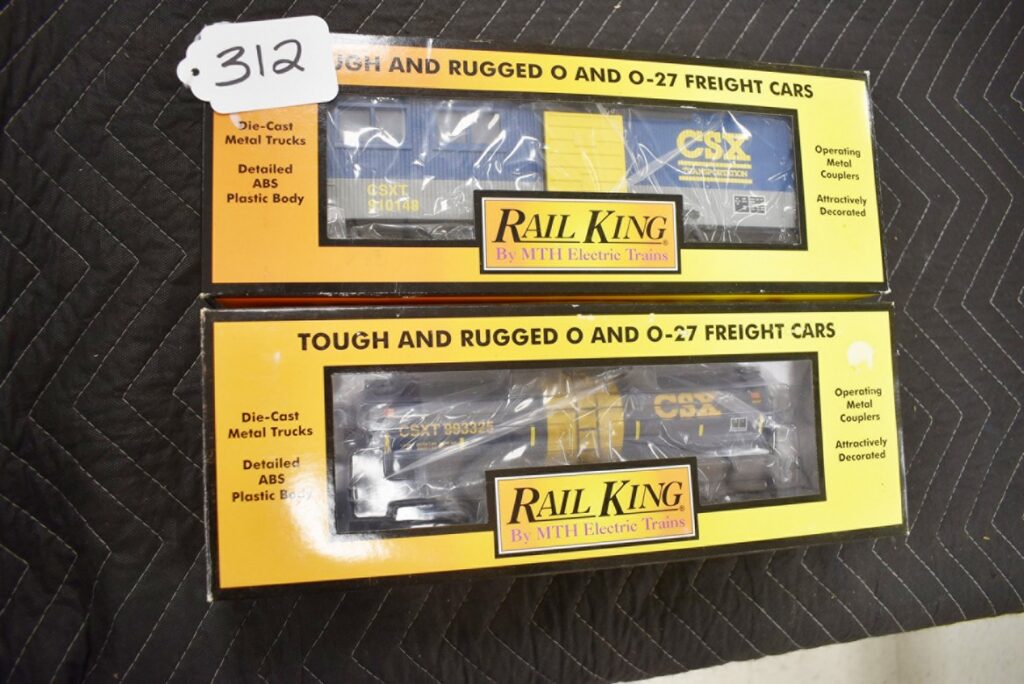 312
AND RUGGED O AND O-27 FREIGHT CARS
Die-Cast
Metal Trucks
Detailed
ABS
Plastic Body
CSXT
910148
CSX
TRANSPORTATION
Operating
Metal
Couplers
Attractively
Decorated
RAIL KING®
By MTH Electric Trains
TOUGH AND RUGGED O AND O-27 FREIGHT CARS
Die-Cast
Metal Trucks
Detailed
ABS
Plastic Body
CSXT 993325
CSX
Operating
Metal
Couplers
Attractively
Decorated
RAIL KING®
By MTH Electric Trains